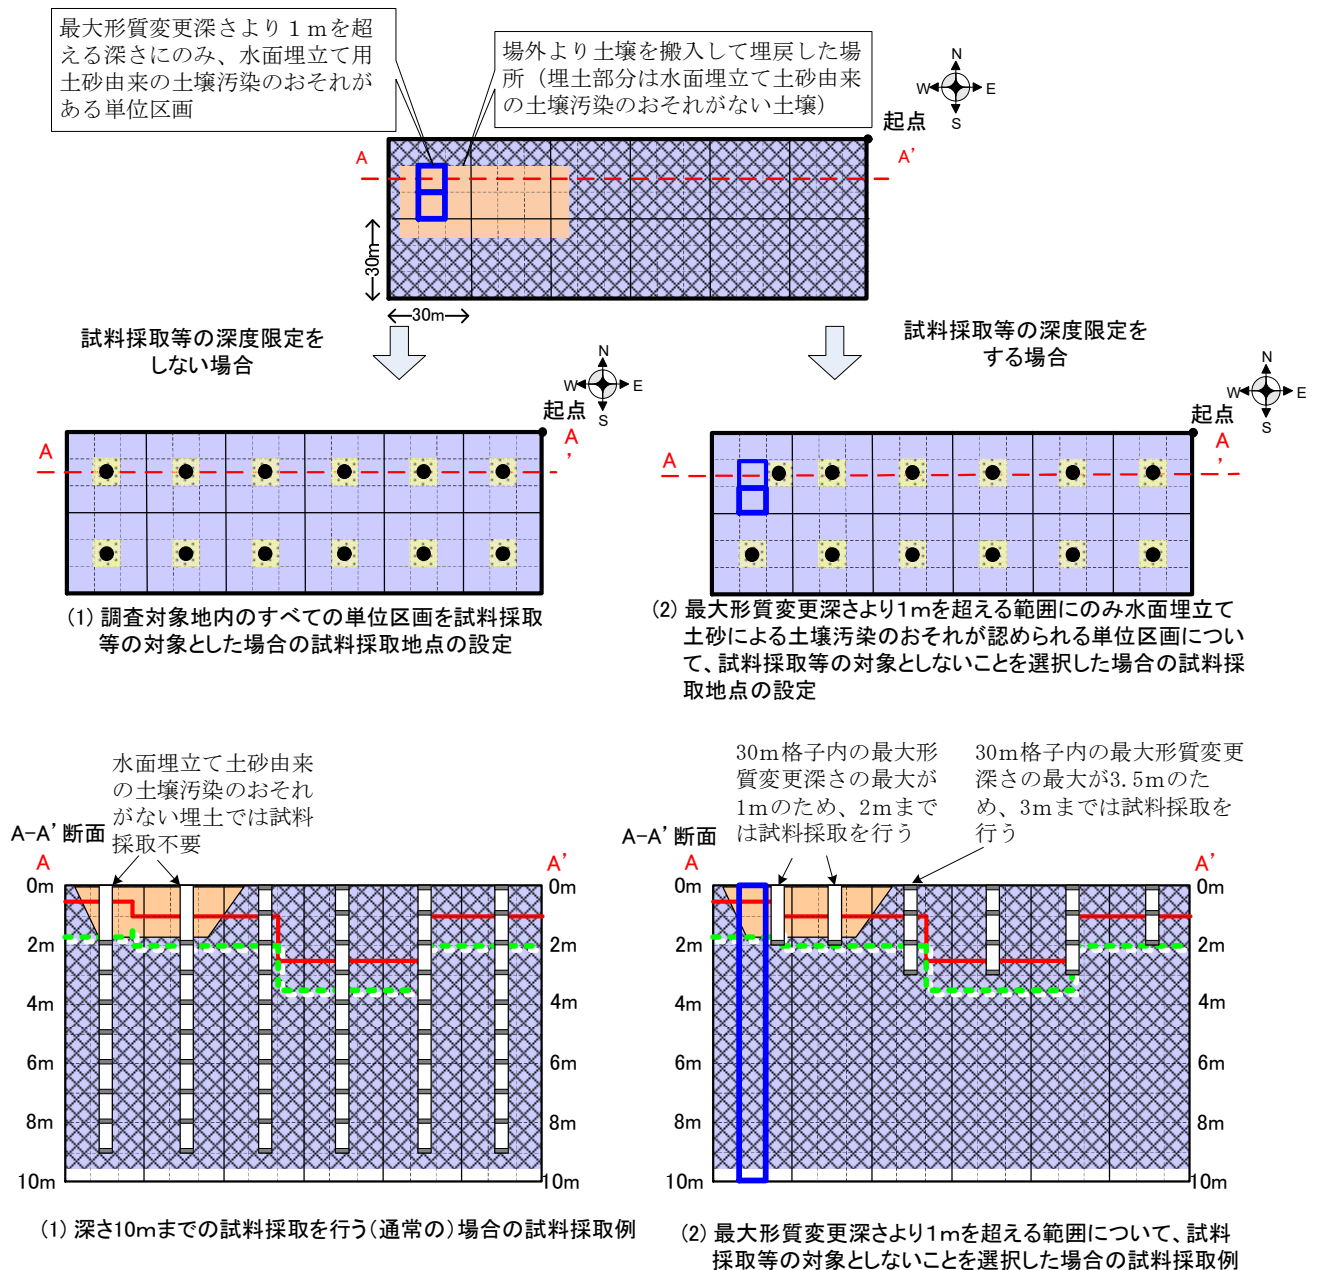 最大形質変更深さより１ｍを超
える深さにのみ、水面埋立て用
土砂由来の土壌汚染のおそれが
ある単位区画
場外より土壌を搬入して埋戻した場
所（埋土部分は水面埋立て土砂由来
の土壌汚染のおそれがない土壌）
N
W
E
S
起点
A
A'
30m
30m
試料採取等の深度限定を
しない場合
試料採取等の深度限定を
する場合
N
W
E
S
起点
A
A
'
N
W
E
S
起点
A
A
'
(1) 調査対象地内のすべての単位区画を試料採取
等の対象とした場合の試料採取地点の設定
(2) 最大形質変更深さより1mを超える範囲にのみ水面埋立て
土砂による土壌汚染のおそれが認められる単位区画につい
て、試料採取等の対象としないことを選択した場合の試料採
取地点の設定
水面埋立て土砂由来
の土壌汚染のおそれ
がない埋土では試料
採取不要
A-A'断面
A
A'
0m
2m
4m
6m
8m
10m
0m
2m
4m
6m
8m
10m
(1) 深さ10mまでの試料採取を行う(通常の)場合の試料採取例
30ｍ格子内の最大形
質変更深さの最大が
1mのため、2mまで
は試料採取を行う
30ｍ格子内の最大形質変更
深さの最大が3.5mのた
め、3mまでは試料採取を
行う
A-A'断面
A
A'
0m
2m
4m
6m
8m
10m
0m
2m
4m
6m
8m
10m
(2) 最大形質変更深さより1mを超える範囲について、試料
採取等の対象としないことを選択した場合の試料採取例